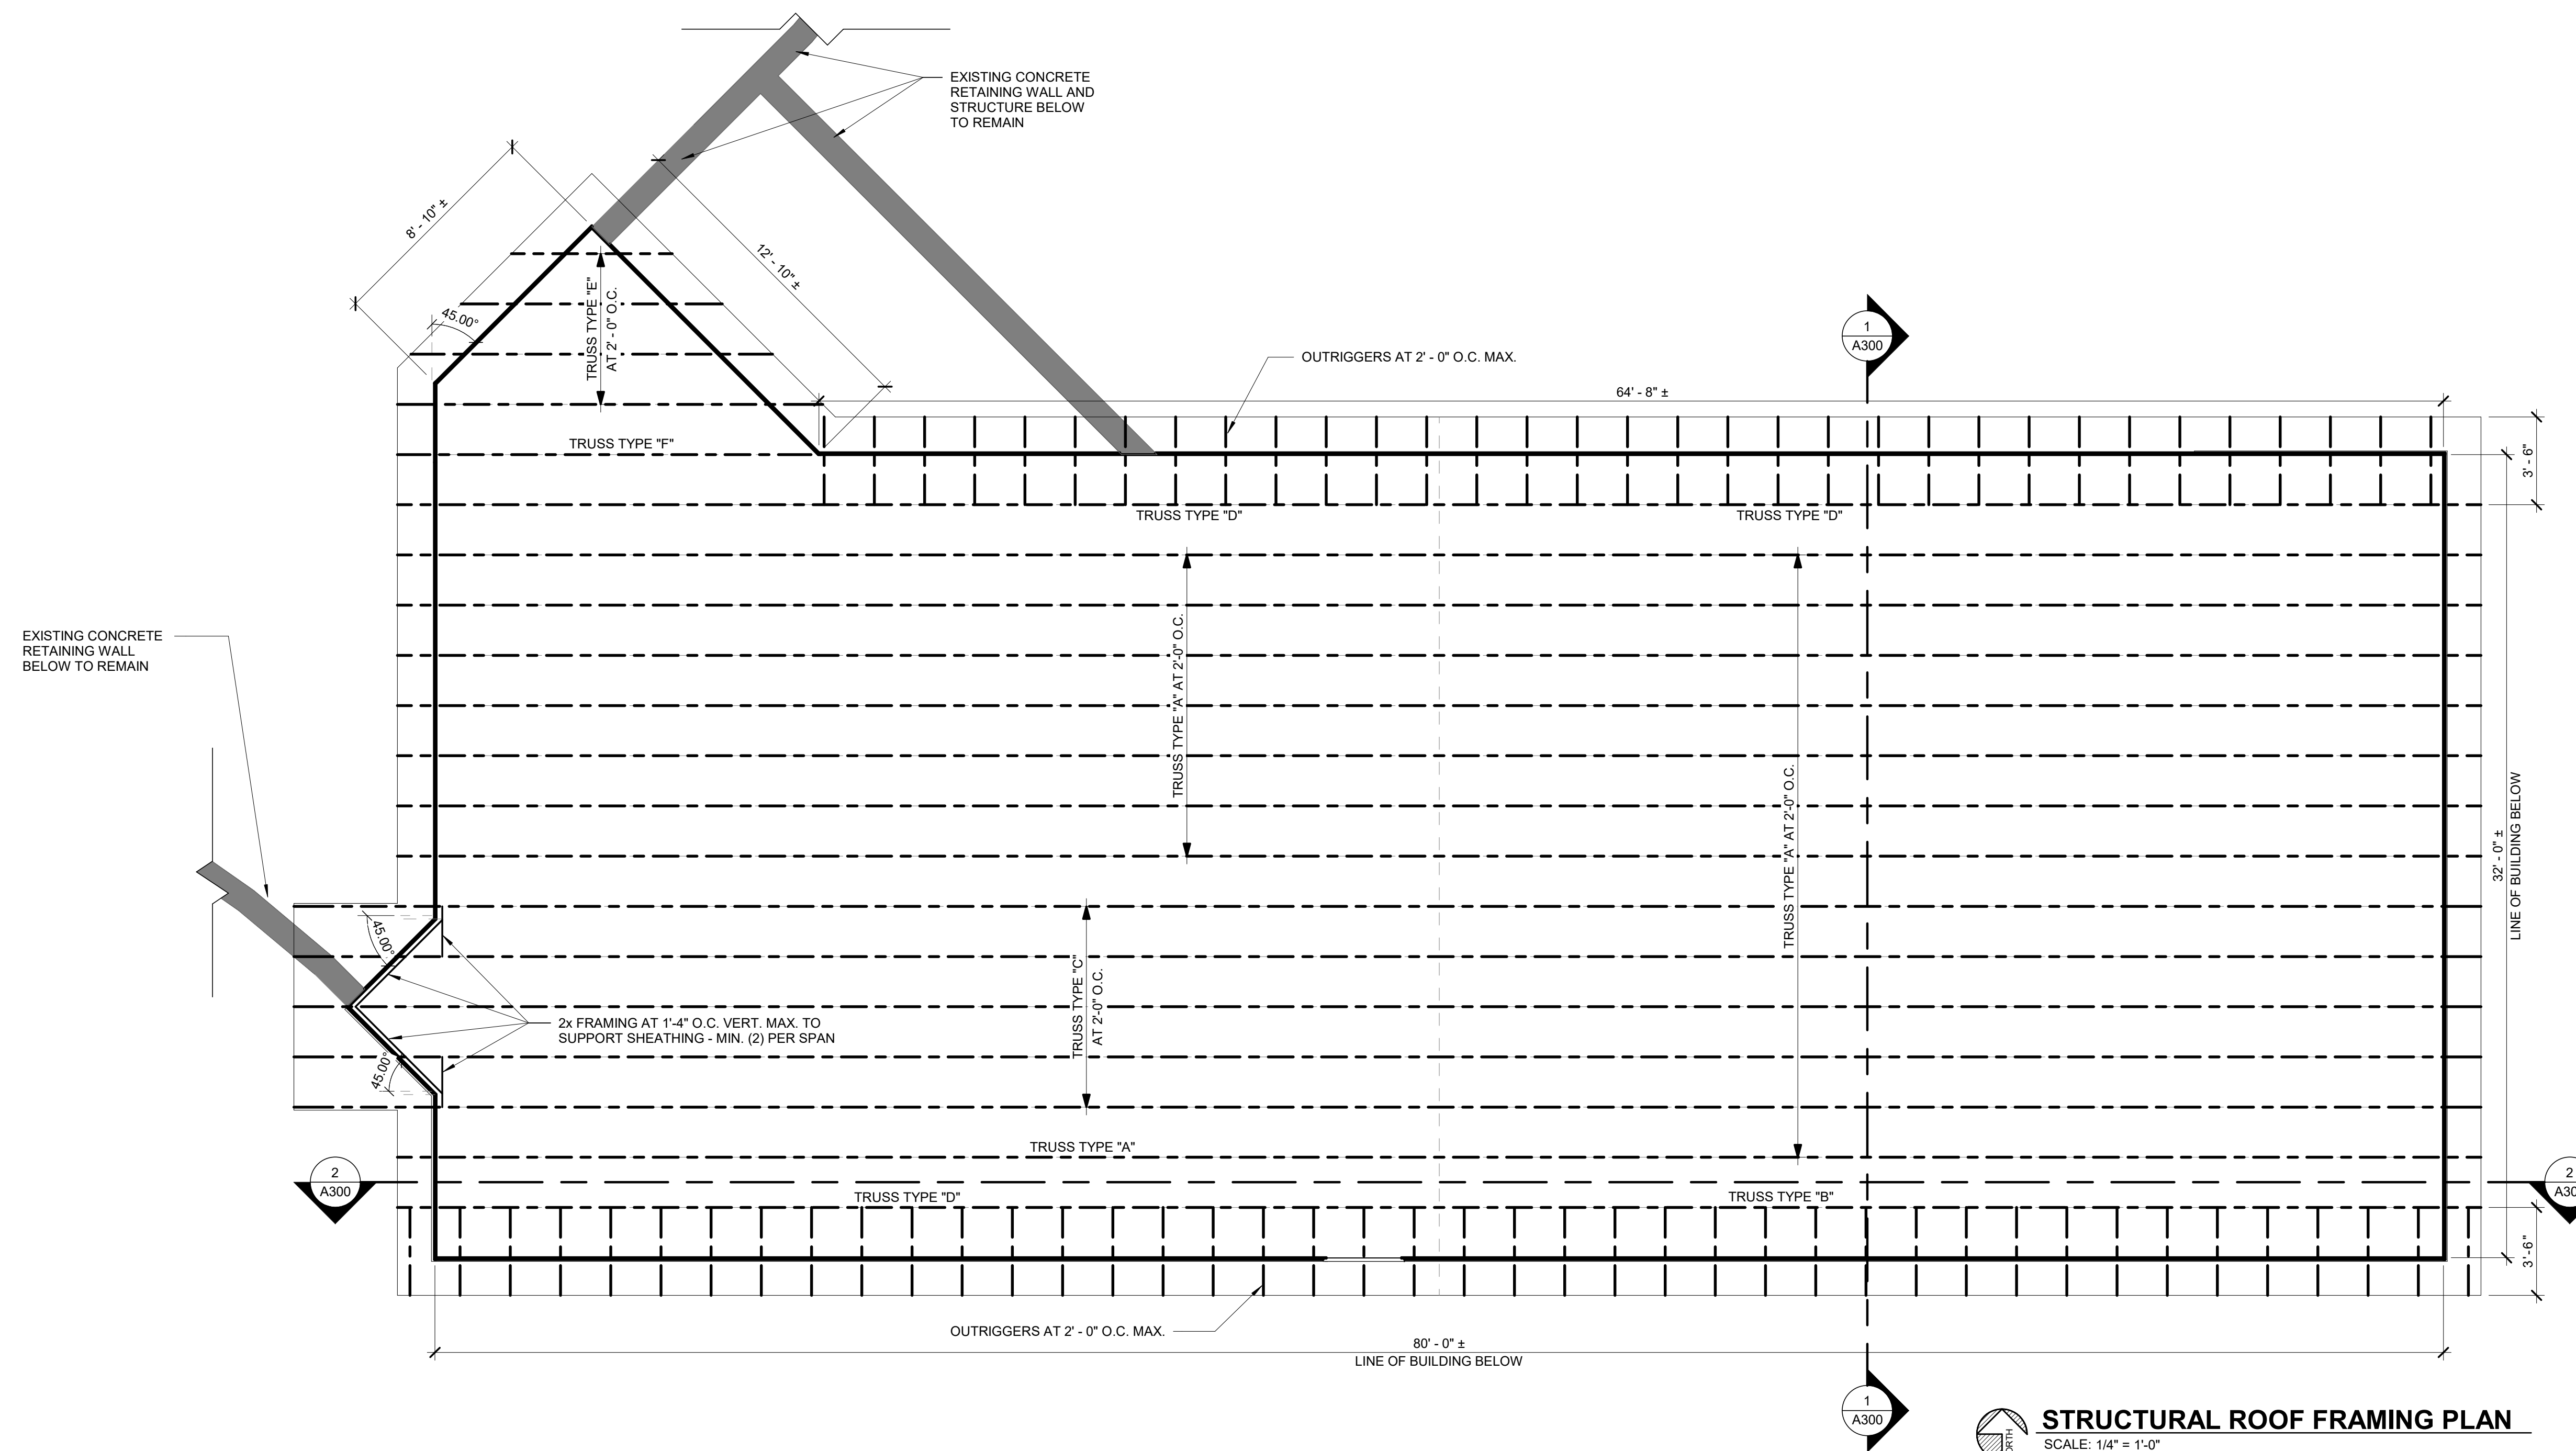 EXISTING CONCRETE
RETAINING WALL AND
STRUCTURE BELOW
TO REMAIN
8' - 10" ±
12' - 10" ±
45.00°
TRUSS TYPE "E"
AT 2' - 0" O.C.
1
A300
OUTRIGGERS AT 2' - 0" O.C. MAX.
64' - 8" ±
TRUSS TYPE "F"
3' - 6"
TRUSS TYPE "D"
TRUSS TYPE "D"
EXISTING CONCRETE
RETAINING WALL
BELOW TO REMAIN
TRUSS TYPE "A" AT 2'-0" O.C.
TRUSS TYPE "A" AT 2'-0" O.C.
32' - 0" ±
LINE OF BUILDING BELOW
45.00°
TRUSS TYPE "C"
AT 2'-0" O.C.
2x FRAMING AT 1'-4" O.C. VERT. MAX. TO
SUPPORT SHEATHING - MIN. (2) PER SPAN
45.00°
TRUSS TYPE "A"
2
A300
2
A30
TRUSS TYPE "D"
TRUSS TYPE "B"
3' - 6"
OUTRIGGERS AT 2' - 0" O.C. MAX.
80' - 0" ±
LINE OF BUILDING BELOW
1
A300
STRUCTURAL ROOF FRAMING PLAN
SCALE: 1/4" = 1'-0"